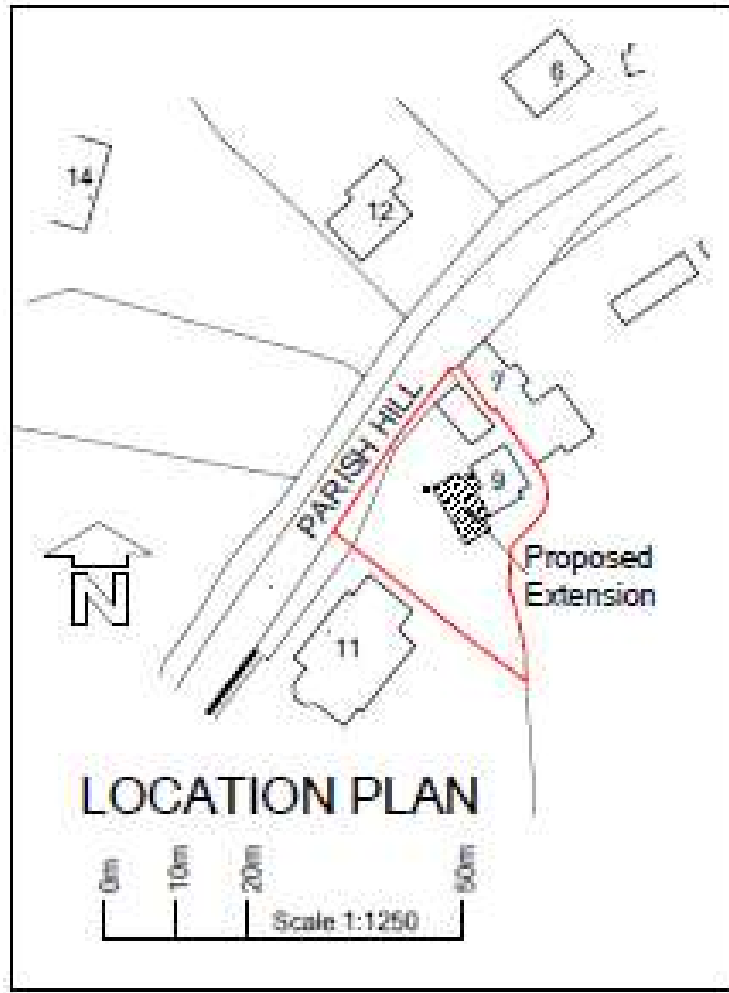 6
14
12
7
PARISH HILL
9
N
Proposed
Extension
11
LOCATION PLAN
0m
10m
20m
50m
Scale 1:1250